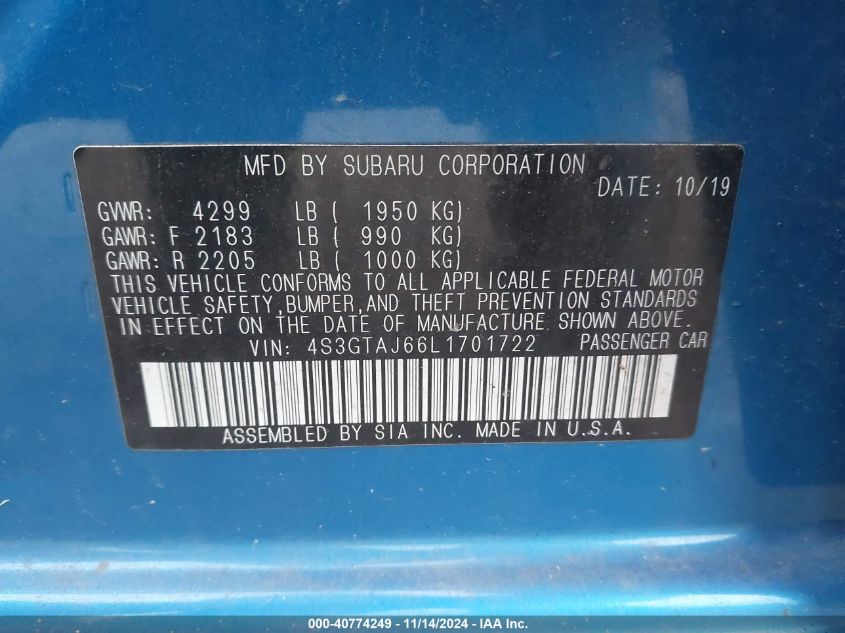 MFD BY SUBARU CORPORATION
DATE: 10/19
GVWR: 4299 LB ( 1950 KG)
GAWR: F 2183 LB ( 990 KG)
GAWR: R 2205 LB ( 1000 KG)
THIS VEHICLE CONFORMS TO ALL APPLICABLE FEDERAL MOTOR
VEHICLE SAFETY, BUMPER, AND THEFT PREVENTION STANDARDS
IN EFFECT ON THE DATE OF MANUFACTURE SHOWN ABOVE.
VIN: 4S3GTAJ66L1701722 PASSENGER CAR
ASSEMBLED BY SIA INC. MADE IN U.S.A.
000-40774249 - 11/14/2024 - IAA Inc.